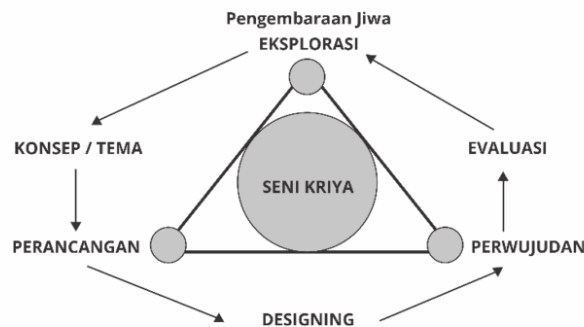 Pengembaraan Jiwa
EKSPLORASI
KONSEP / TEMA
EVALUASI
SENI KRIYA
PERANCANGAN
PERWUJUDAN
DESIGNING